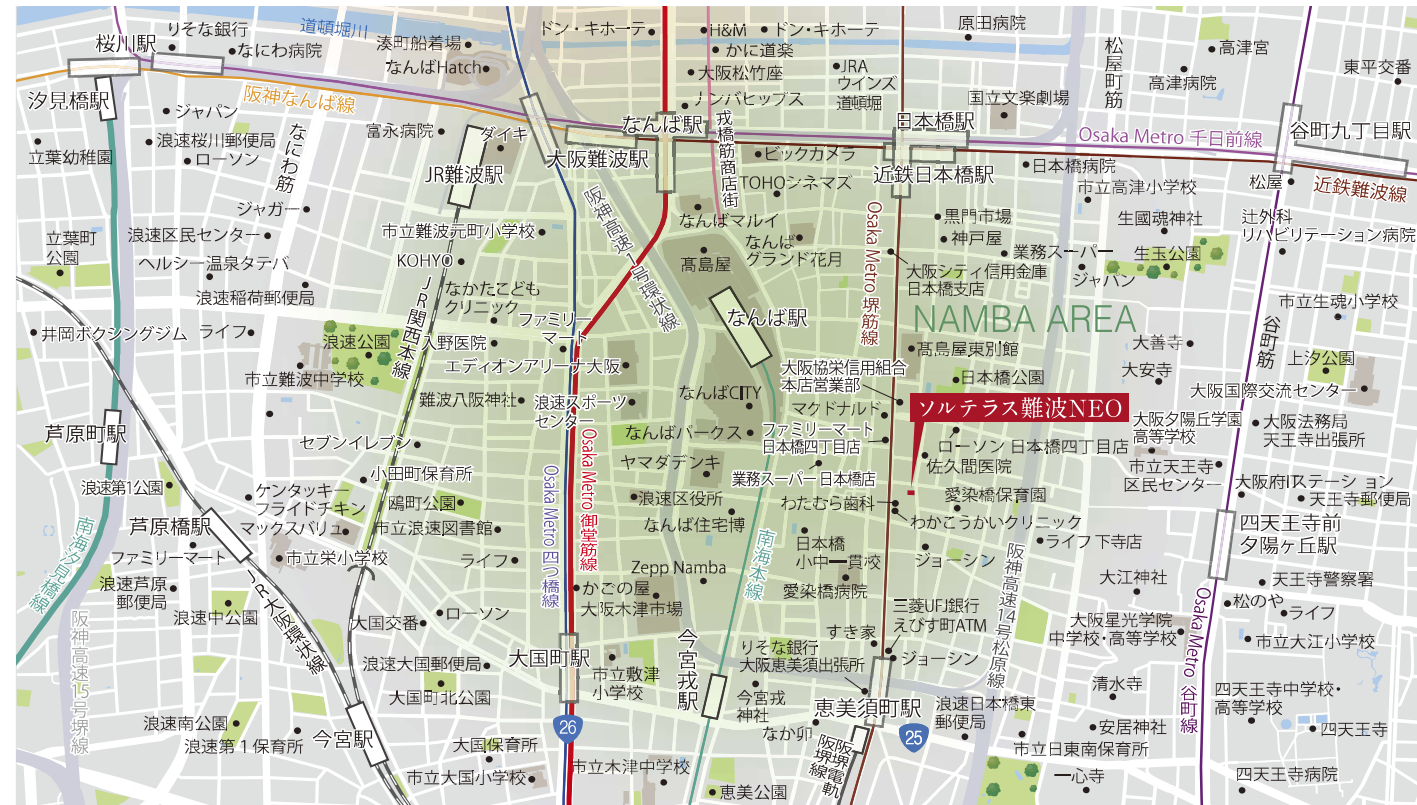 りそな銀行
道頓堀川
湊町船着場
ドン・キホーテ
H&M
ドン・キホーテ
原田病院
桜川駅
なにわ病院
なんばHatch
かに道楽
大阪松竹座
JRA
ウインズ
道頓堀
松屋町筋
高津宮
高津病院
東平交番
汐見橋駅
阪神なんば線
ジャパン
ナンバヒップス
国立文楽劇場
浪速桜川郵便局
ローソン
なにわ筋
富永病院
ダイキ
なんば駅
戎橋筋商店街
日本橋駅
Osaka Metro 千日前線
谷町九丁目駅
立葉幼稚園
JR難波駅
大阪難波駅
ビックカメラ
近鉄日本橋駅
日本橋病院
松屋
近鉄難波線
TOHOシネマズ
市立高津小学校
ジャガー
阪神高速1号環状線
なんばマルイ
Osaka Metro 堺筋線
黒門市場
生國魂神社
辻外科
リハビリテーション病院
立葉町
公園
浪速区民センター
市立難波元町小学校
なんば
グランド花月
神戸屋
業務スーパー
生玉公園
ヘルシー温泉タテバ
KOHYO
髙島屋
大阪シティ信用金庫
日本橋支店
ジャパン
浪速稲荷郵便局
JR関西本線
なかたこども
クリニック
市立生魂小学校
ファミリー
マート
なんば駅
NAMBA AREA
谷町筋
井岡ボクシングジム
ライフ
浪速公園
入野医院
髙島屋東別館
大善寺
上汐公園
エディオンアリーナ大阪
大阪協栄信用組合
本店営業部
市立難波中学校
日本橋公園
大安寺
大阪国際交流センター
難波八阪神社
浪速スポーツ
センター
なんばCITY
マクドナルド
ソルテラス難波NEO
芦原町駅
なんばパークス
ファミリーマート
日本橋四丁目店
大阪夕陽丘学園
高等学校
大阪法務局
天王寺出張所
セブンイレブン
Osaka Metro 御堂筋線
ローソン 日本橋四丁目店
ヤマダデンキ
佐久間医院
市立天王寺
区民センター
小田町保育所
Osaka Metro 四つ橋線
業務スーパー日本橋店
浪速第1公園
ケンタッキー
フライドチキン
鴎町公園
浪速区役所
わたむら歯科
愛染橋保育園
大阪府ITステーション
天王寺郵便局
芦原橋駅
マックスバリュ
市立浪速図書館
なんば住宅博
わかこうかいクリニック
四天王寺前
夕陽ヶ丘駅
南海汐見橋線
ファミリーマート
市立栄小学校
ライフ
南海本線
日本橋
小中一貫校
ジョーシン
ライフ 下寺店
阪神高速14号松原線
Zepp Namba
浪速芦原
郵便局
JR大阪環状線
かごの屋
愛染橋病院
大江神社
天王寺警察署
浪速中公園
大国交番
ローソン
大阪木津市場
三菱UFJ銀行
えびす町ATM
松のや
ライフ
Osaka Metro 谷町線
阪神高速15号堺線
今宮戎駅
すき家
大阪星光学院
中学校・高等学校
市立大江小学校
浪速大国郵便局
大国町駅
りそな銀行
大阪恵美須出張所
ジョーシン
市立敷津
小学校
大国町北公園
今宮戎
神社
清水寺
四天王寺中学校・
高等学校
浪速南公園
26
恵美須町駅
浪速日本橋東
郵便局
安居神社
四天王寺
浪速第1保育所
今宮駅
大国保育所
なか卯
25
市立日東南保育所
阪堺電軌
阪堺線
市立大国小学校
市立木津中学校
恵美公園
一心寺
四天王寺病院